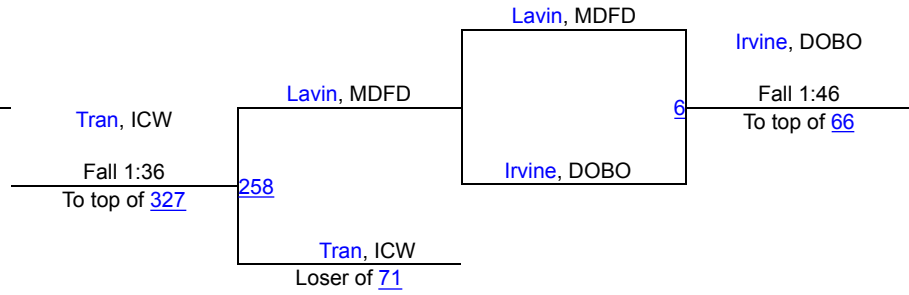 Lavin, MDFD
Irvine, DOBO
Lavin, MDFD
6
Fall 1:46
Tran, ICW
To top of 66
Fall 1:36
Irvine, DOBO
258
To top of 327
Tran, ICW
Loser of 71